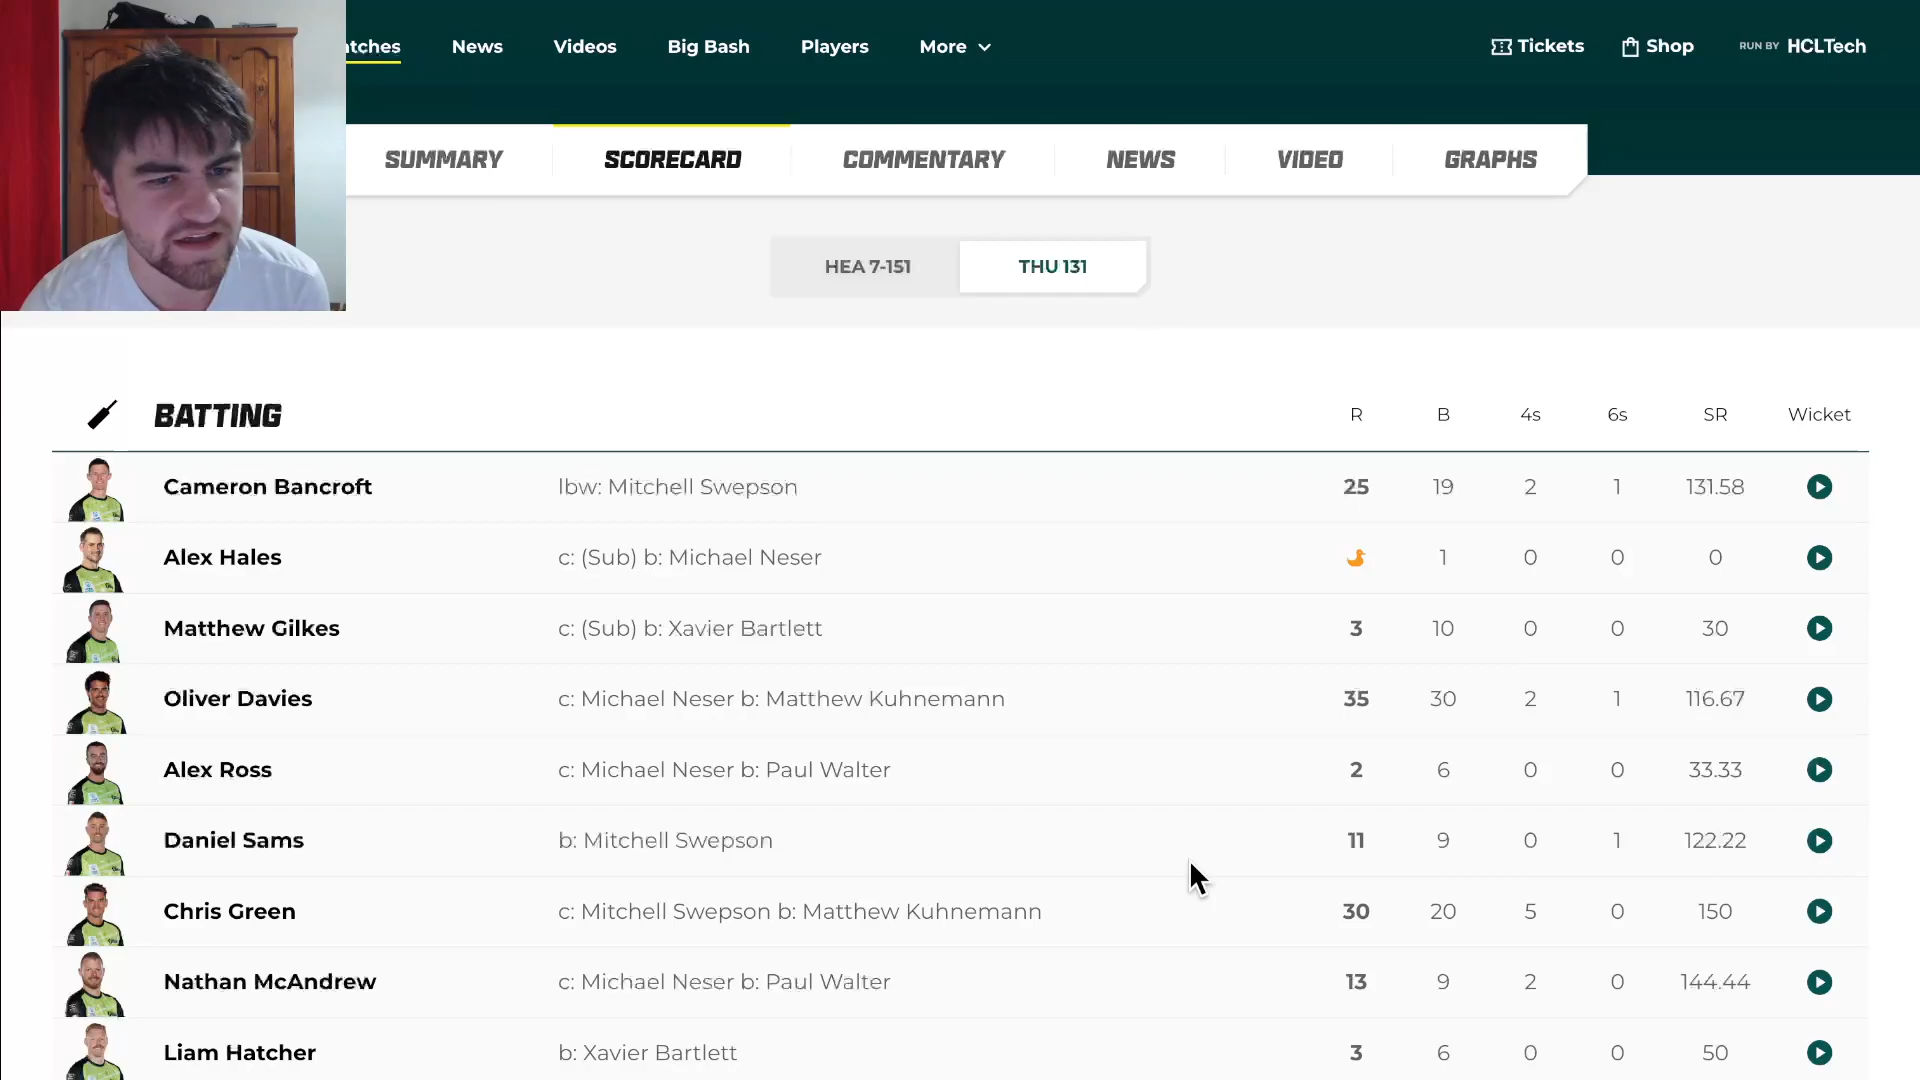 atches News Videos Big Bash Players More Tickets Shop RUN BY HCLTech
SUMMARY SCORECARD COMMENTARY NEWS VIDEO GRAPHS
HEA 7-151 THU 131
BATTING R B 4s 6s SR Wicket
Cameron Bancroft lbw: Mitchell Swepson 25 19 2 1 131.58
Alex Hales c: (Sub) b: Michael Neser 1 0 0 0
Matthew Gilkes c: (Sub) b: Xavier Bartlett 3 10 0 0 30
Oliver Davies c: Michael Neser b: Matthew Kuhnemann 35 30 2 1 116.67
Alex Ross c: Michael Neser b: Paul Walter 2 6 0 0 33.33
Daniel Sams b: Mitchell Swepson 11 9 0 1 122.22
Chris Green c: Mitchell Swepson b: Matthew Kuhnemann 30 20 5 0 150
Nathan McAndrew c: Michael Neser b: Paul Walter 13 9 2 0 144.44
Liam Hatcher b: Xavier Bartlett 3 6 0 0 50